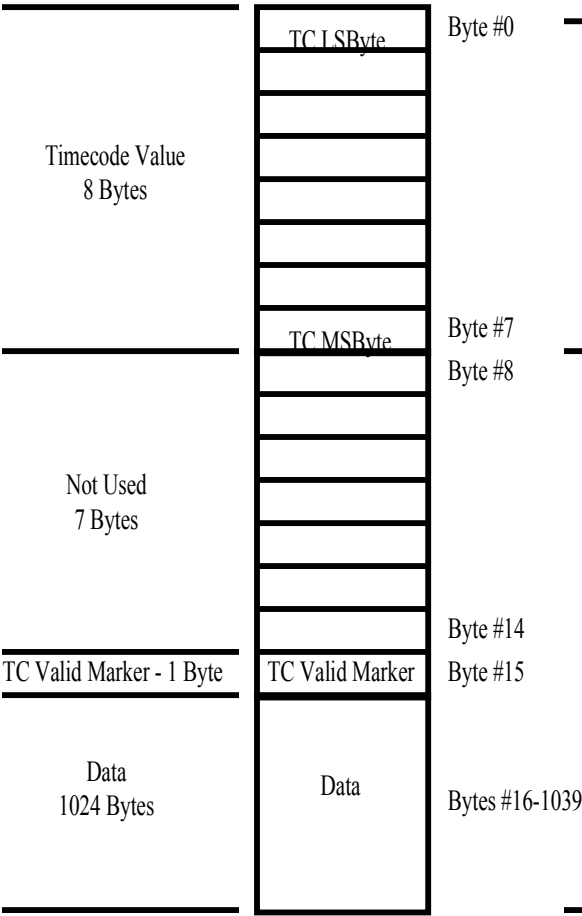 TC LSByte
Byte #0
Timecode Value
8 Bytes
TC MSByte
Byte #7
Byte #8
Not Used
7 Bytes
Byte #14
TC Valid Marker - 1 Byte
TC Valid Marker
Byte #15
Data
1024 Bytes
Data
Bytes #16-1039